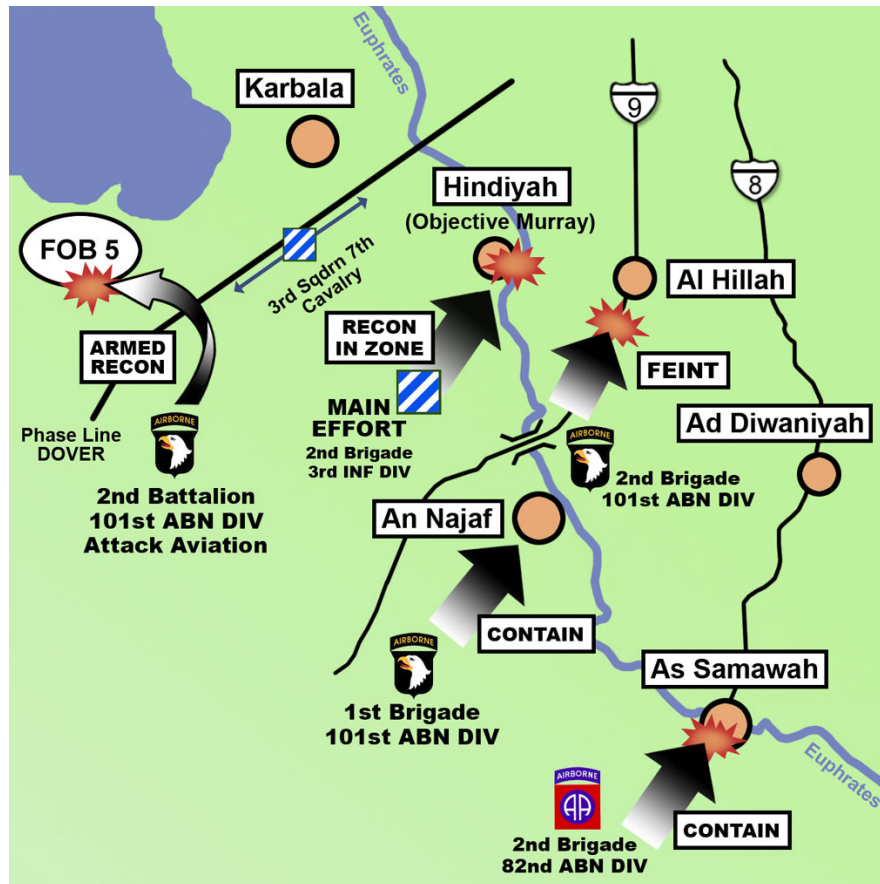 Euphrates
Karbala
9
8
Hindiyah
(Objective Murray)
FOB 5
3rd Sqdrn 7th
Cavalry
Al Hillah
ARMED
RECON
RECON
IN ZONE
FEINT
MAIN
EFFORT
2nd Brigade
3rd INF DIV
Phase Line
DOVER
AIRBORNE
2nd Battalion
101st ABN DIV
Attack Aviation
Ad Diwaniyah
AIRBORNE
2nd Brigade
101st ABN DIV
An Najaf
CONTAIN
AIRBORNE
1st Brigade
101st ABN DIV
As Samawah
Euphrates
AIRBORNE
AA
2nd Brigade
82nd ABN DIV
CONTAIN